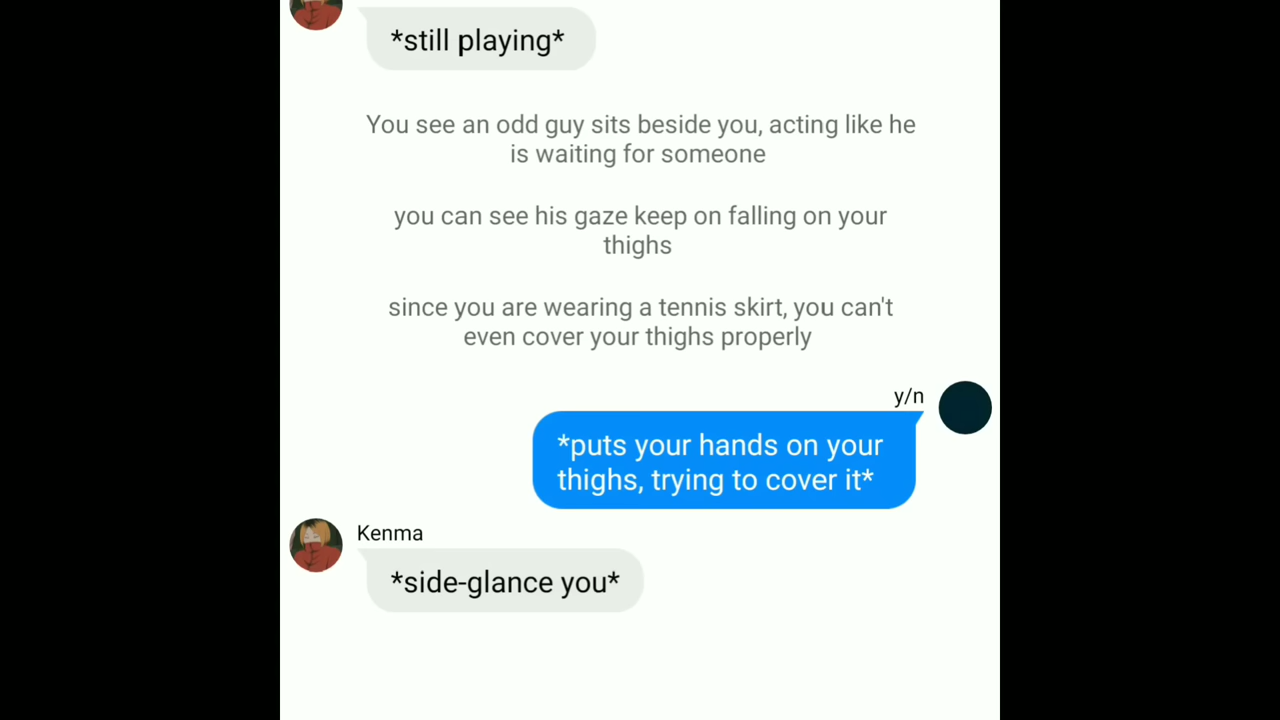 *still playing*
You see an odd guy sits beside you, acting like he
is waiting for someone
you can see his gaze keep on falling on your
thighs
since you are wearing a tennis skirt, you can't
even cover your thighs properly
y/n
*puts your hands on your
thighs, trying to cover it*
Kenma
*side-glance you*